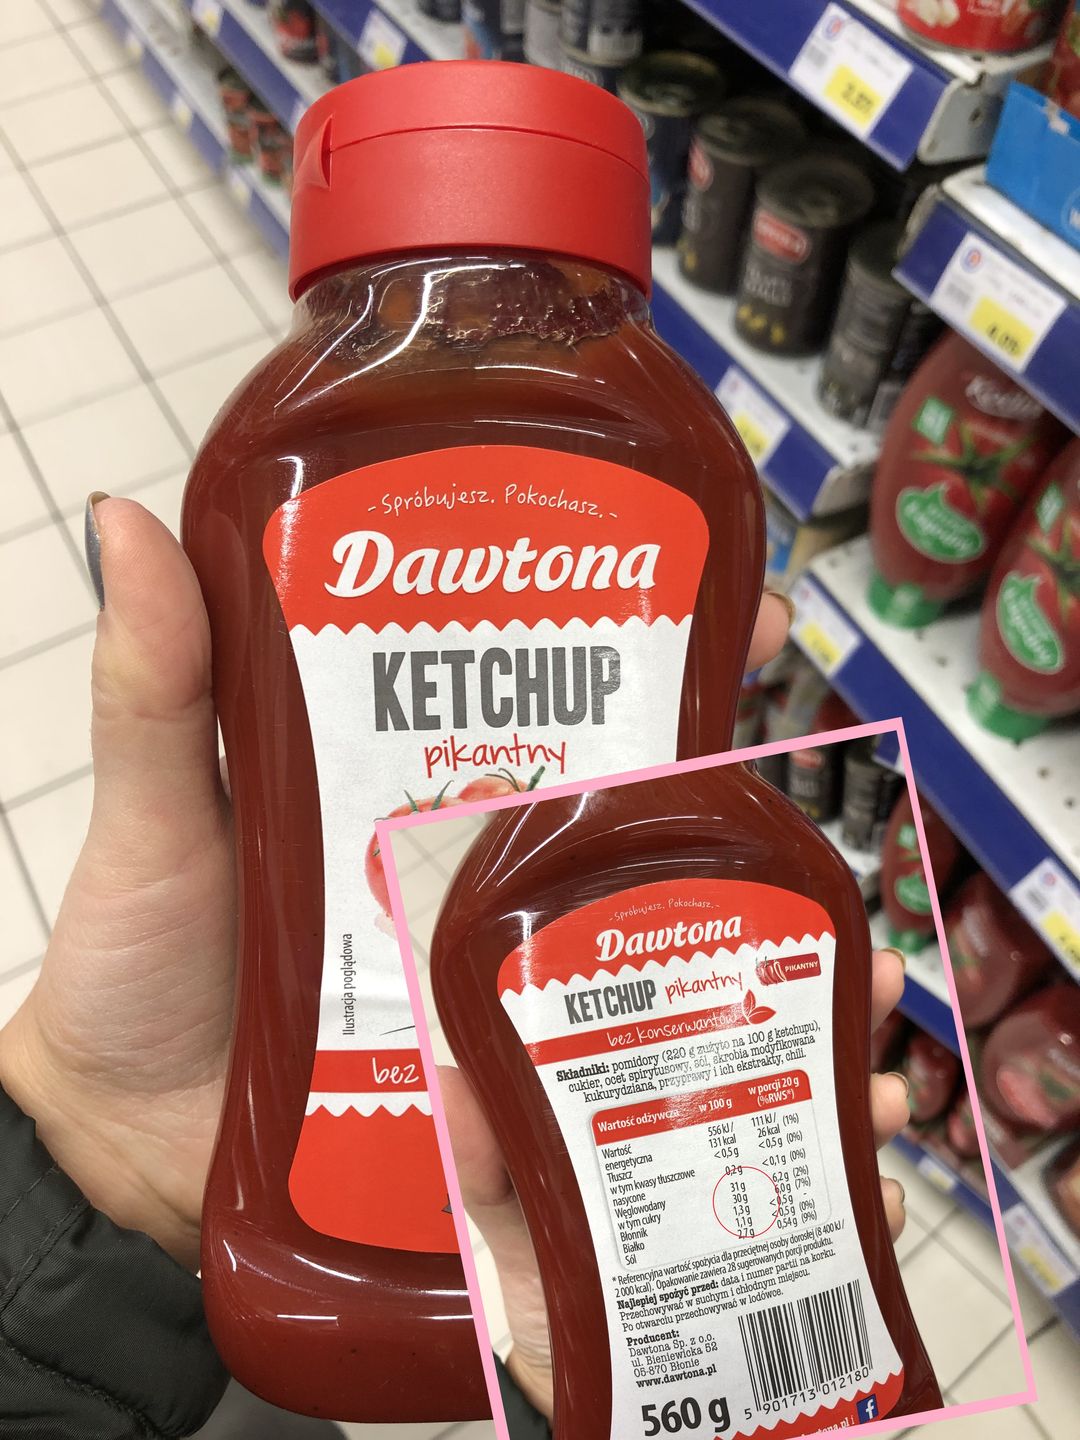 -Spróbujesz. Pokochasz.-
Dawtona
KETCHUP
pikantny
Ilustracja poglądowa
bez
-Spróbujesz. Pokochasz.-
Dawtona
KETCHUP pikantny
PIKANTNY
bez konserwantów
Składniki: pomidory (220 g zużyto na 100 g ketchupu),
cukier, ocet spirytusowy, sól, skrobia modyfikowana
kukurydziana, przyprawy i ich ekstrakty, chili.
Wartość odżywcza w 100 g w porcji 20 g (%RWS*)
Wartość energetyczna 556 kJ/ 131 kcal 111 kJ/ 26 kcal (1%)
Tłuszcz <0,5 g <0,5 g (0%)
w tym kwasy tłuszczowe nasycone 0,2 g <0,1 g (0%)
Węglowodany 31 g 6,2 g (2%)
w tym cukry 30 g 6,0 g (7%)
Błonnik 1,3 g <0,5 g -
Białko 1,1 g <0,5 g (0%)
Sól 2,7 g 0,54 g (9%)
* Referencyjna wartość spożycia dla przeciętnej osoby dorosłej (8 400 kJ/
2 000 kcal). Opakowanie zawiera 28 sugerowanych porcji produktu.
Najlepiej spożyć przed: data i numer partii na korku.
Przechowywać w suchym i chłodnym miejscu.
Po otwarciu przechowywać w lodówce.
Producent:
Dawtona Sp. z o.o.
ul. Bieniewicka 52
05-870 Błonie
www.dawtona.pl
560 g
5 901713 012180
f